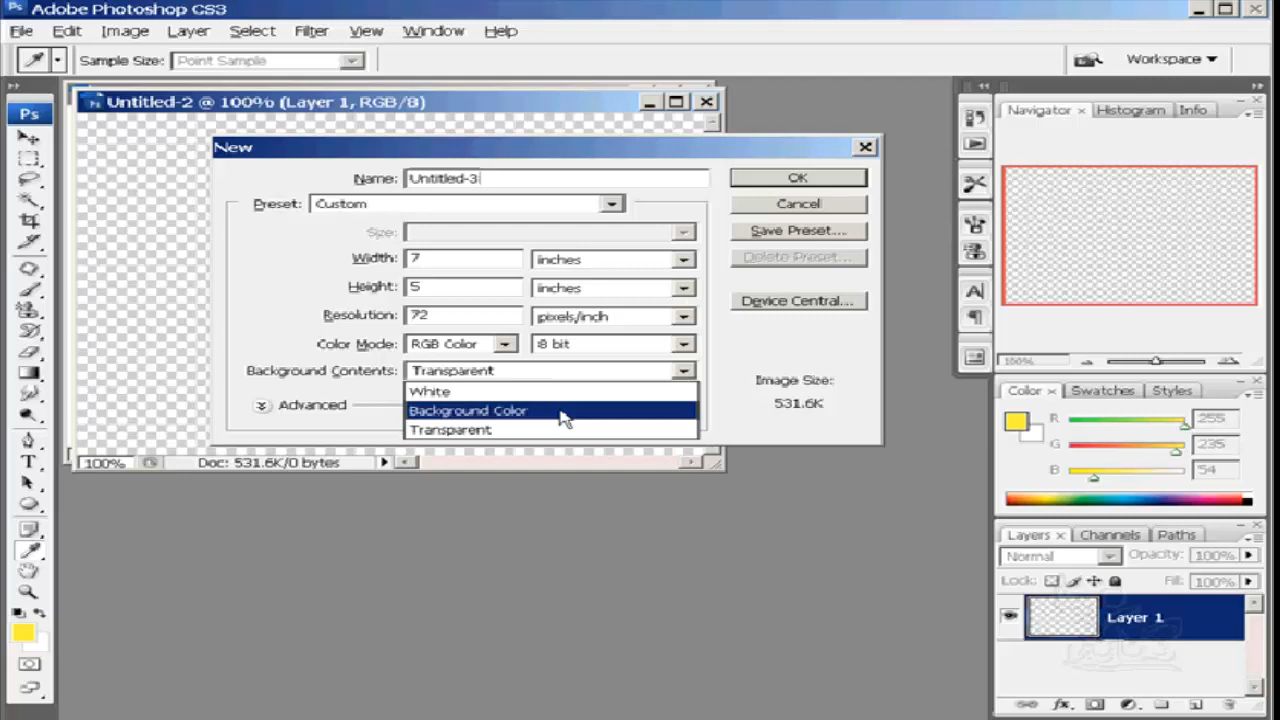 Adobe Photoshop CS3
File Edit Image Layer Select Filter View Window Help
Sample Size: Point Sample
Workspace
Untitled-2 @ 100% (Layer 1, RGB/8)
New
Name: Untitled-3
OK
Preset: Custom
Cancel
Size:
Save Preset...
Width: 7 inches
Delete Preset...
Height: 5 inches
Device Central...
Resolution: 72 pixels/inch
Color Mode: RGB Color 8 bit
Background Contents: Transparent
White
Background Color
Transparent
Advanced
Image Size:
531.6K
100% Doc: 531.6K/0 bytes
Ps
T
Navigator x Histogram Info
100%
A
Color x Swatches Styles
R 255
G 235
B 54
Layers x Channels Paths
Normal Opacity: 100%
Lock: Fill: 100%
Layer 1
fx